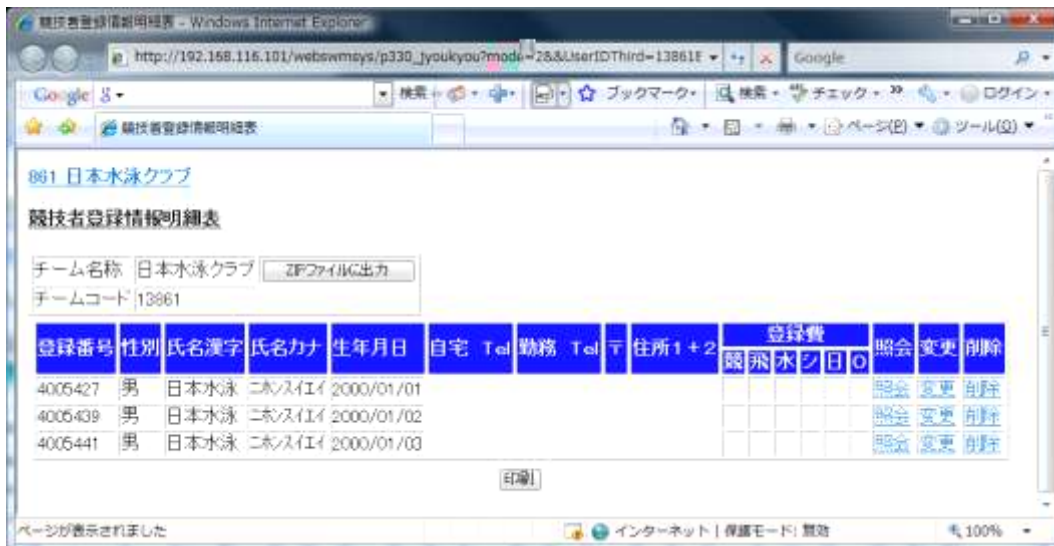 競技者登録情報明細表 - Windows Internet Explorer
http://192.168.116.101/webswmsys/p330_jyoukyou?mode=2&&UserIDThird=13861E
Google
Google
検索
ブックマーク
検索
チェック
ログイン
競技者登録情報明細表
ページ(P)
ツール(O)
861 日本水泳クラブ
競技者登録情報明細表
チーム名称 日本水泳クラブ ZIPファイルに出力
チームコード 13861
登録番号 性別 氏名漢字 氏名カナ 生年月日 自宅 Tel 勤務 Tel 〒 住所1+2 登録費 照会 変更 削除
競 飛 水 シ 日 O
4005427 男 日本水泳 ニホンスイエイ 2000/01/01 照会 変更 削除
4005439 男 日本水泳 ニホンスイエイ 2000/01/02 照会 変更 削除
4005441 男 日本水泳 ニホンスイエイ 2000/01/03 照会 変更 削除
印刷
ページが表示されました インターネット | 保護モード: 無効 100%